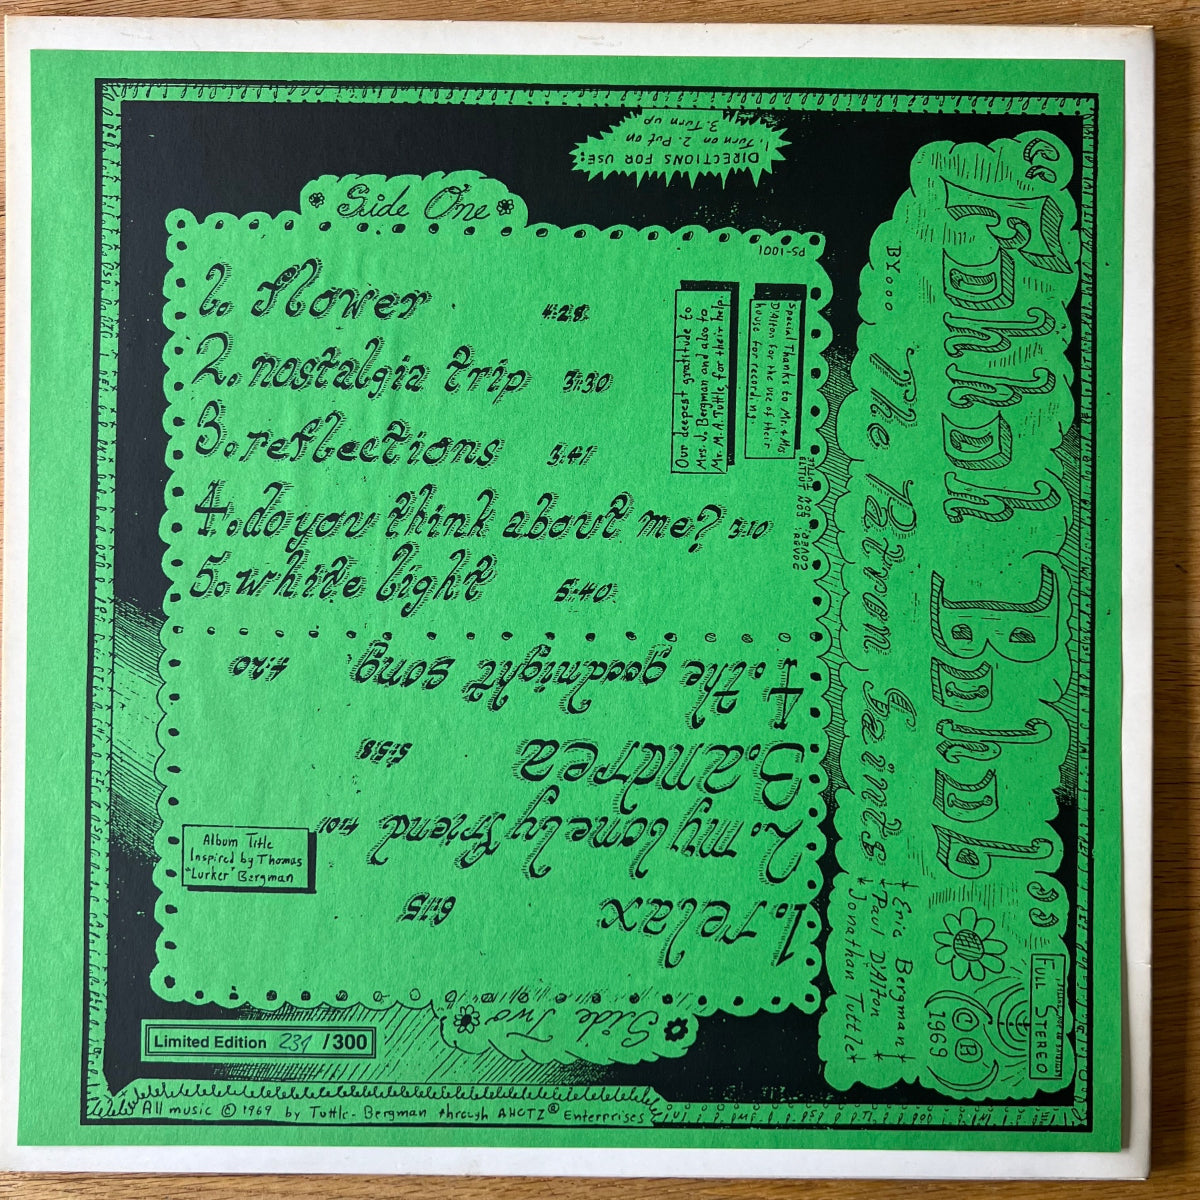 "Fohhoh Bohob"
BY....
The Patron Saints
*Eric Bergman*
*Paul D'Alton*
*Jonathan Tuttle*
FULL STEREO
©B
1969
DIRECTIONS FOR USE:
1. Turn on 2. Put on
3. Turn up
PS-1001
Side One
1. flower 4:28
2. nostalgia trip 3:30
3. reflections 3:41
4. do you think about me? 3:10
5. white light 5:40
Our deepest gratitude to
Mrs. J. Bergman and also to
Mr. M.A. Tuttle, for their help.
Special Thanks to Mr. & Mrs
D'Alton for the use of their
house for recording.
Side Two
1. relax 6:15
2. my lonely friend 4:01
3. andrea 5:58
4. the goodnight song 4:20
Album Title
Inspired by Thomas
"Lurker" Bergman
Limited Edition 231 /300
All music © 1969 by Tuttle-Bergman through AHOTZ® Enterprises